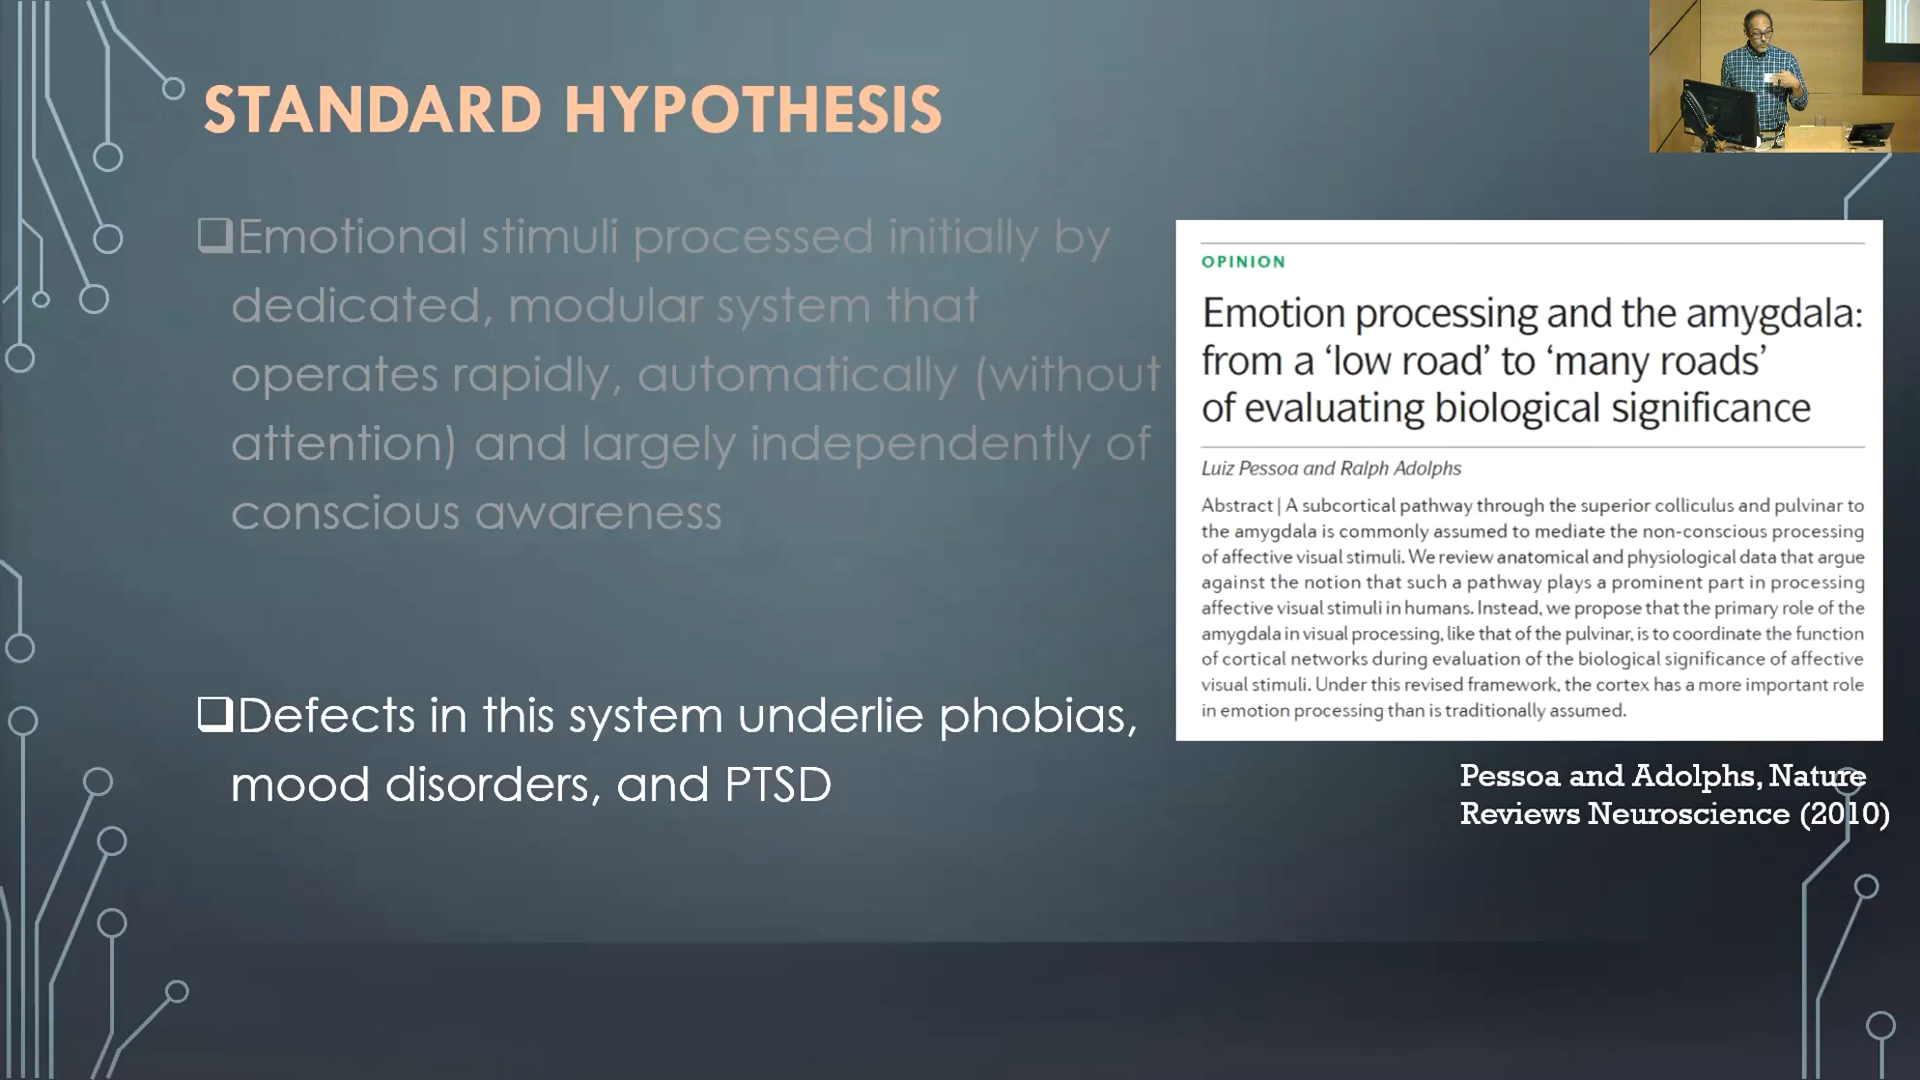 STANDARD HYPOTHESIS
Emotional stimuli processed initially by
dedicated, modular system that
operates rapidly, automatically (without
attention) and largely independently of
conscious awareness
Defects in this system underlie phobias,
mood disorders, and PTSD
OPINION
Emotion processing and the amygdala:
from a ‘low road’ to ‘many roads’
of evaluating biological significance
Luiz Pessoa and Ralph Adolphs
Abstract | A subcortical pathway through the superior colliculus and pulvinar to
the amygdala is commonly assumed to mediate the non-conscious processing
of affective visual stimuli. We review anatomical and physiological data that argue
against the notion that such a pathway plays a prominent part in processing
affective visual stimuli in humans. Instead, we propose that the primary role of the
amygdala in visual processing, like that of the pulvinar, is to coordinate the function
of cortical networks during evaluation of the biological significance of affective
visual stimuli. Under this revised framework, the cortex has a more important role
in emotion processing than is traditionally assumed.
Pessoa and Adolphs, Nature
Reviews Neuroscience (2010)